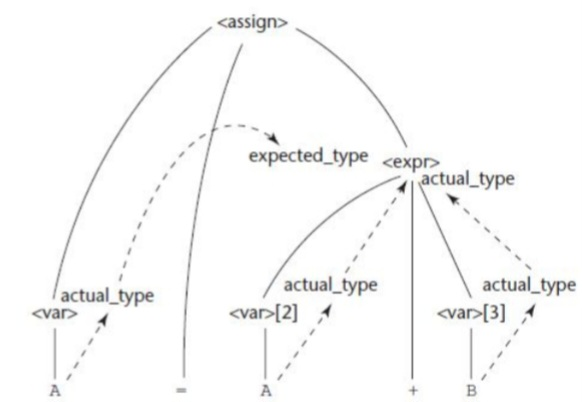 <assign>
expected_type <expr>
actual_type
actual_type
<var>
actual_type
<var>[2]
actual_type
<var>[3]
A = A + B